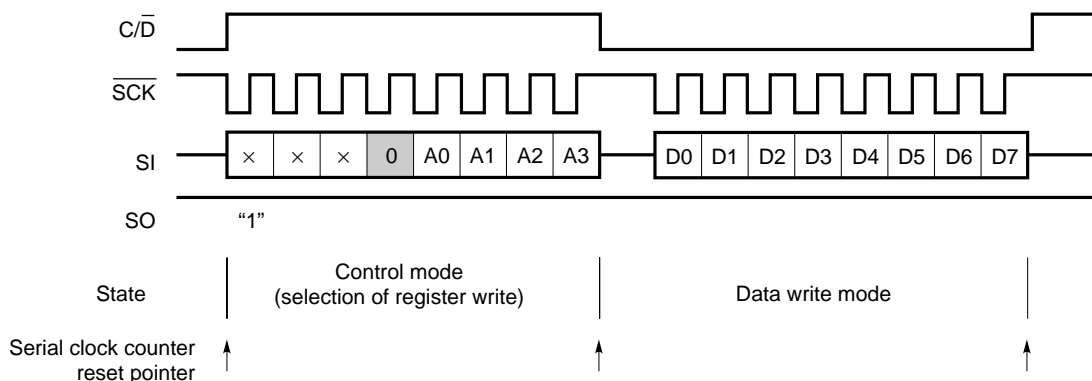 C/D̅
S̅C̅K̅
SI × × × 0 A0 A1 A2 A3 D0 D1 D2 D3 D4 D5 D6 D7
SO “1”
Control mode
State (selection of register write) Data write mode
Serial clock counter
reset pointer